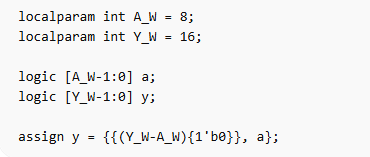 localparam int A_W = 8;
localparam int Y_W = 16;
logic [A_W-1:0] a;
logic [Y_W-1:0] y;
assign y = {{(Y_W-A_W){1'b0}}, a};